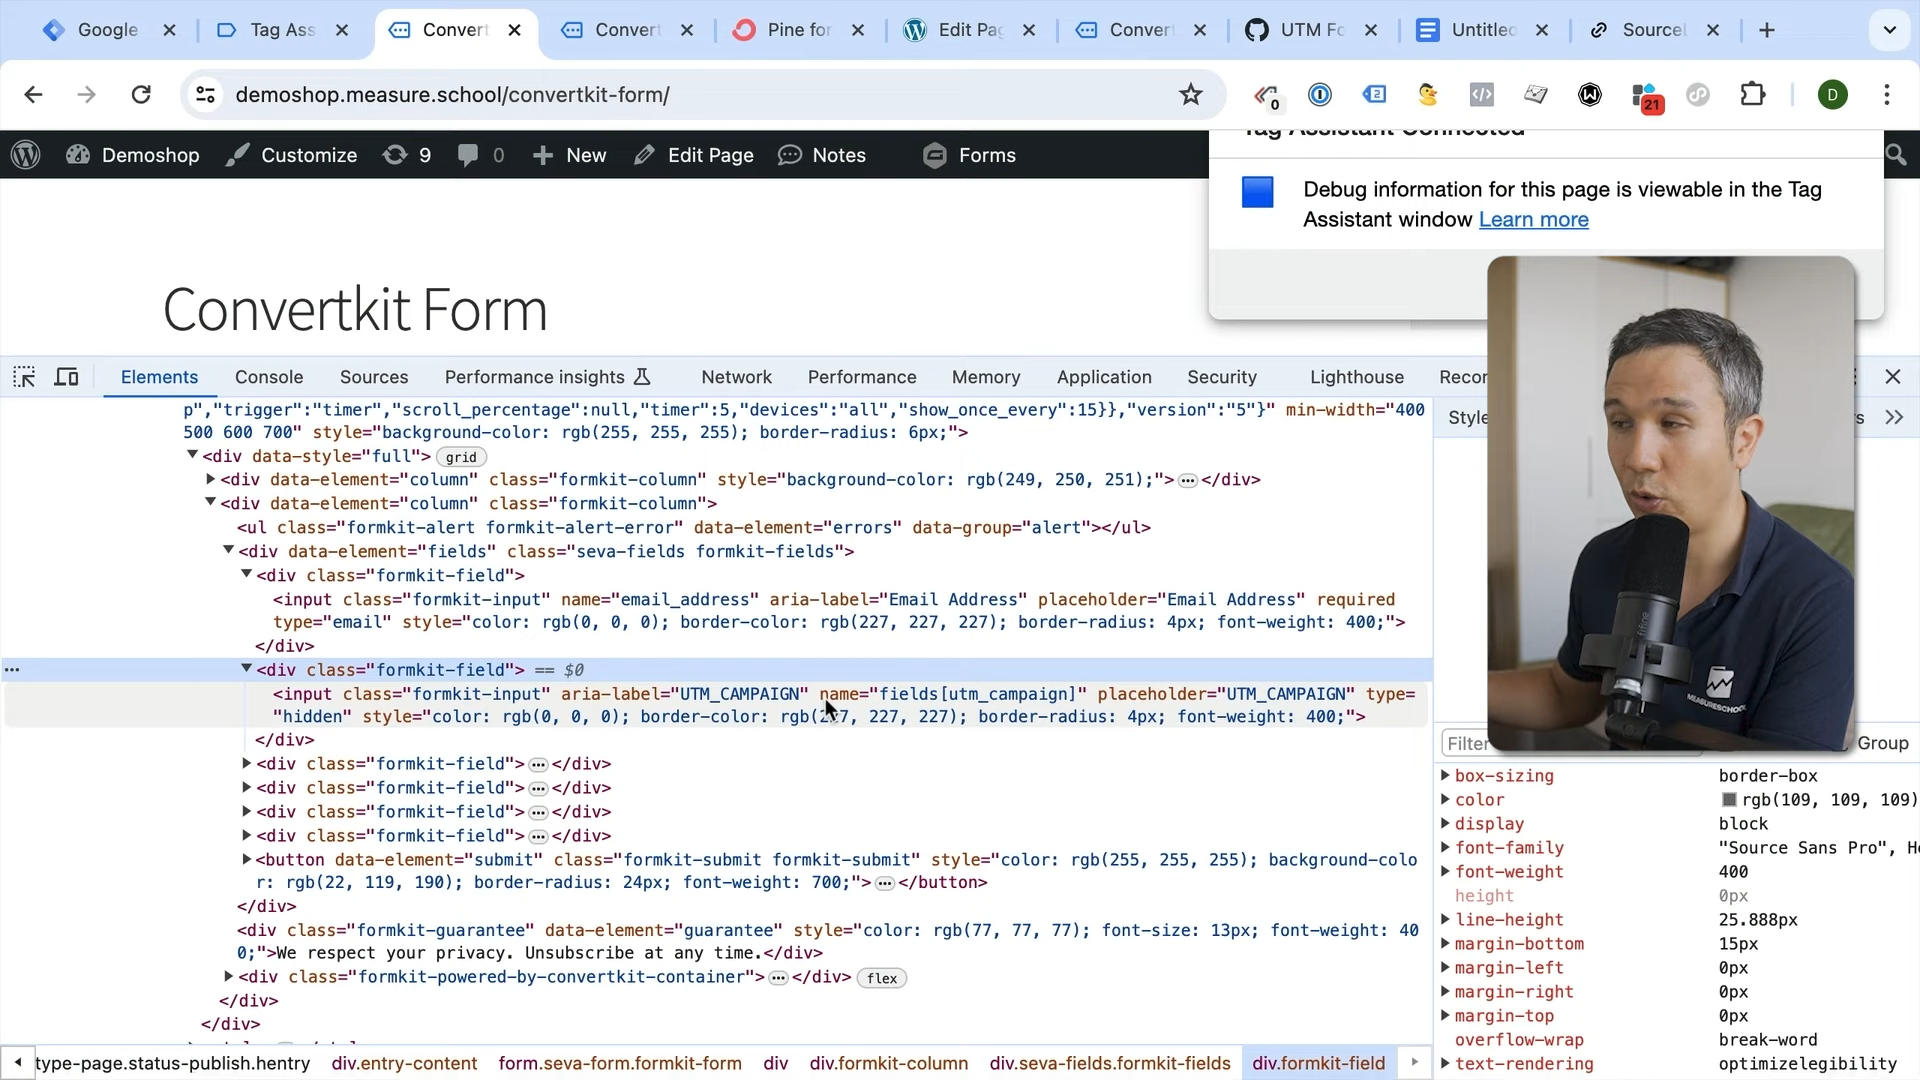 Google
Tag Ass
Convert
Convert
Pine for
Edit Pag
Convert
UTM Fo
Untitled
Sourcel
demoshop.measure.school/convertkit-form/
0
21
D
Demoshop
Customize
9
0
New
Edit Page
Notes
Forms
Tag Assistant Connected
Debug information for this page is viewable in the Tag
Assistant window Learn more
Convertkit Form
Elements
Console
Sources
Performance insights
Network
Performance
Memory
Application
Security
Lighthouse
Recor
p","trigger":"timer","scroll_percentage":null,"timer":5,"devices":"all","show_once_every":15}},"version":"5"}" min-width="400
500 600 700" style="background-color: rgb(255, 255, 255); border-radius: 6px;">
<div data-style="full"> grid
<div data-element="column" class="formkit-column" style="background-color: rgb(249, 250, 251);">…</div>
<div data-element="column" class="formkit-column">
<ul class="formkit-alert formkit-alert-error" data-element="errors" data-group="alert"></ul>
<div data-element="fields" class="seva-fields formkit-fields">
<div class="formkit-field">
<input class="formkit-input" name="email_address" aria-label="Email Address" placeholder="Email Address" required
type="email" style="color: rgb(0, 0, 0); border-color: rgb(227, 227, 227); border-radius: 4px; font-weight: 400;">
</div>
… <div class="formkit-field"> == $0
<input class="formkit-input" aria-label="UTM_CAMPAIGN" name="fields[utm_campaign]" placeholder="UTM_CAMPAIGN" type=
"hidden" style="color: rgb(0, 0, 0); border-color: rgb(227, 227, 227); border-radius: 4px; font-weight: 400;">
</div>
<div class="formkit-field">…</div>
<div class="formkit-field">…</div>
<div class="formkit-field">…</div>
<div class="formkit-field">…</div>
<button data-element="submit" class="formkit-submit formkit-submit" style="color: rgb(255, 255, 255); background-colo
r: rgb(22, 119, 190); border-radius: 24px; font-weight: 700;">…</button>
</div>
<div class="formkit-guarantee" data-element="guarantee" style="color: rgb(77, 77, 77); font-size: 13px; font-weight: 40
0;">We respect your privacy. Unsubscribe at any time.</div>
<div class="formkit-powered-by-convertkit-container">…</div> flex
</div>
</div>
type-page.status-publish.hentry
div.entry-content
form.seva-form.formkit-form
div
div.formkit-column
div.seva-fields.formkit-fields
div.formkit-field
Style
s
MEASURESCHOOL
Filter
Group
box-sizing border-box
color rgb(109, 109, 109)
display block
font-family "Source Sans Pro", He
font-weight 400
height 0px
line-height 25.888px
margin-bottom 15px
margin-left 0px
margin-right 0px
margin-top 0px
overflow-wrap break-word
text-rendering optimizelegibility